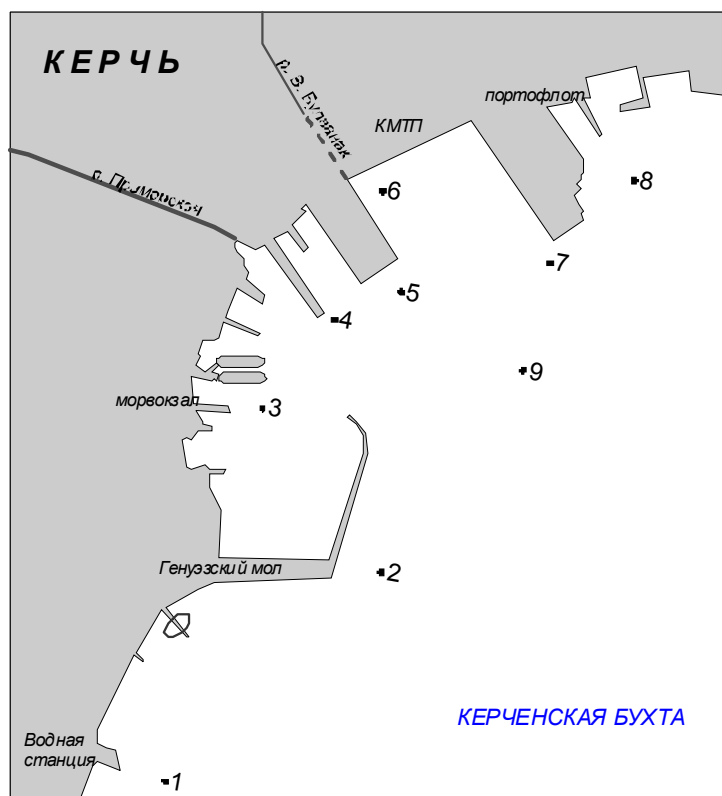 КЕРЧЬ
р. З. Булганак
портофлот
КМТП
р. Приморская
8
6
7
5
4
9
морвокзал
3
Генуэзский мол
2
КЕРЧЕНСКАЯ БУХТА
Водная
станция
1